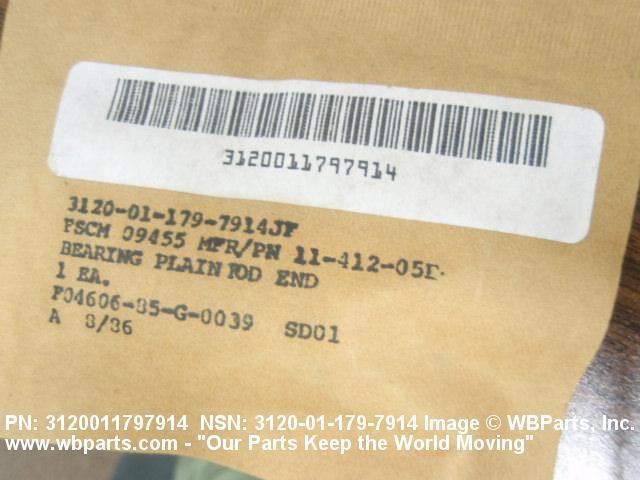 3120011797914
3120-01-179-7914JF
FSCM 09455 MFR/PN 11-412-05D
BEARING PLAIN ROD END
1 EA.
F04606-85-G-0039 SD01
A 8/86
PN: 3120011797914 NSN: 3120-01-179-7914 Image © WBParts, Inc.
www.wbparts.com - "Our Parts Keep the World Moving"